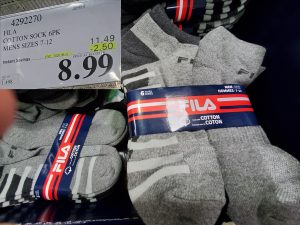 4292270
FILA
COTTON SOCK 6PK
MENS SIZES 7-12
11.49
-2.50
8.99
FILA
COTTON
COTON
FILA